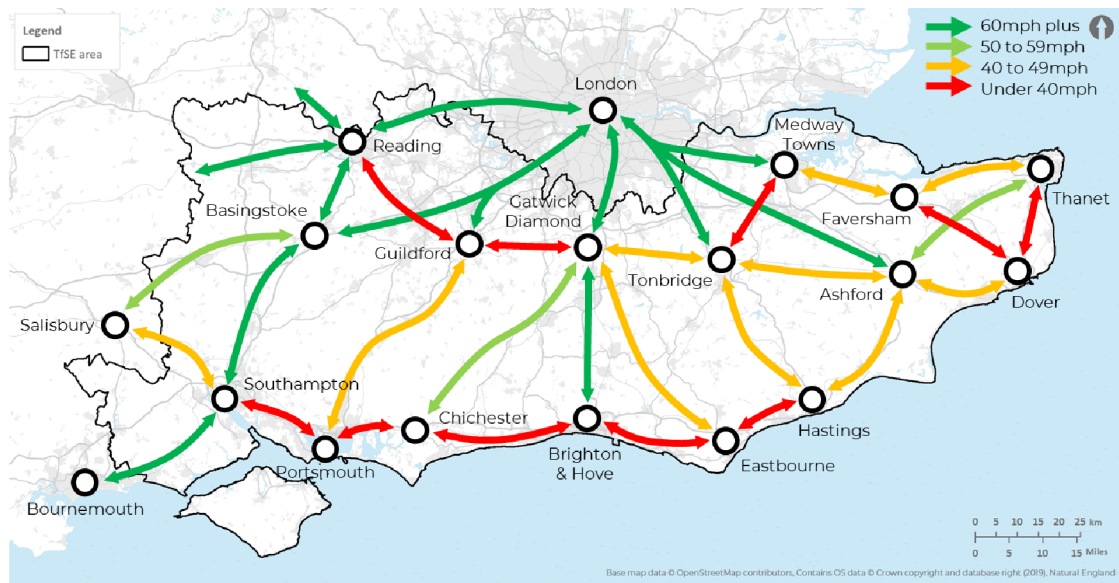 Legend
TfSE area
60mph plus
50 to 59mph
40 to 49mph
Under 40mph
London
Reading
Medway
Towns
Thanet
Faversham
Basingstoke
Gatwick
Diamond
Guildford
Tonbridge
Ashford
Dover
Salisbury
Southampton
Chichester
Hastings
Portsmouth
Brighton
& Hove
Eastbourne
Bournemouth
0 5 10 15 20 25 km
0 5 10 15 Miles
Base map data © OpenStreetMap contributors, Contains OS data © Crown copyright and database right (2019), Natural England